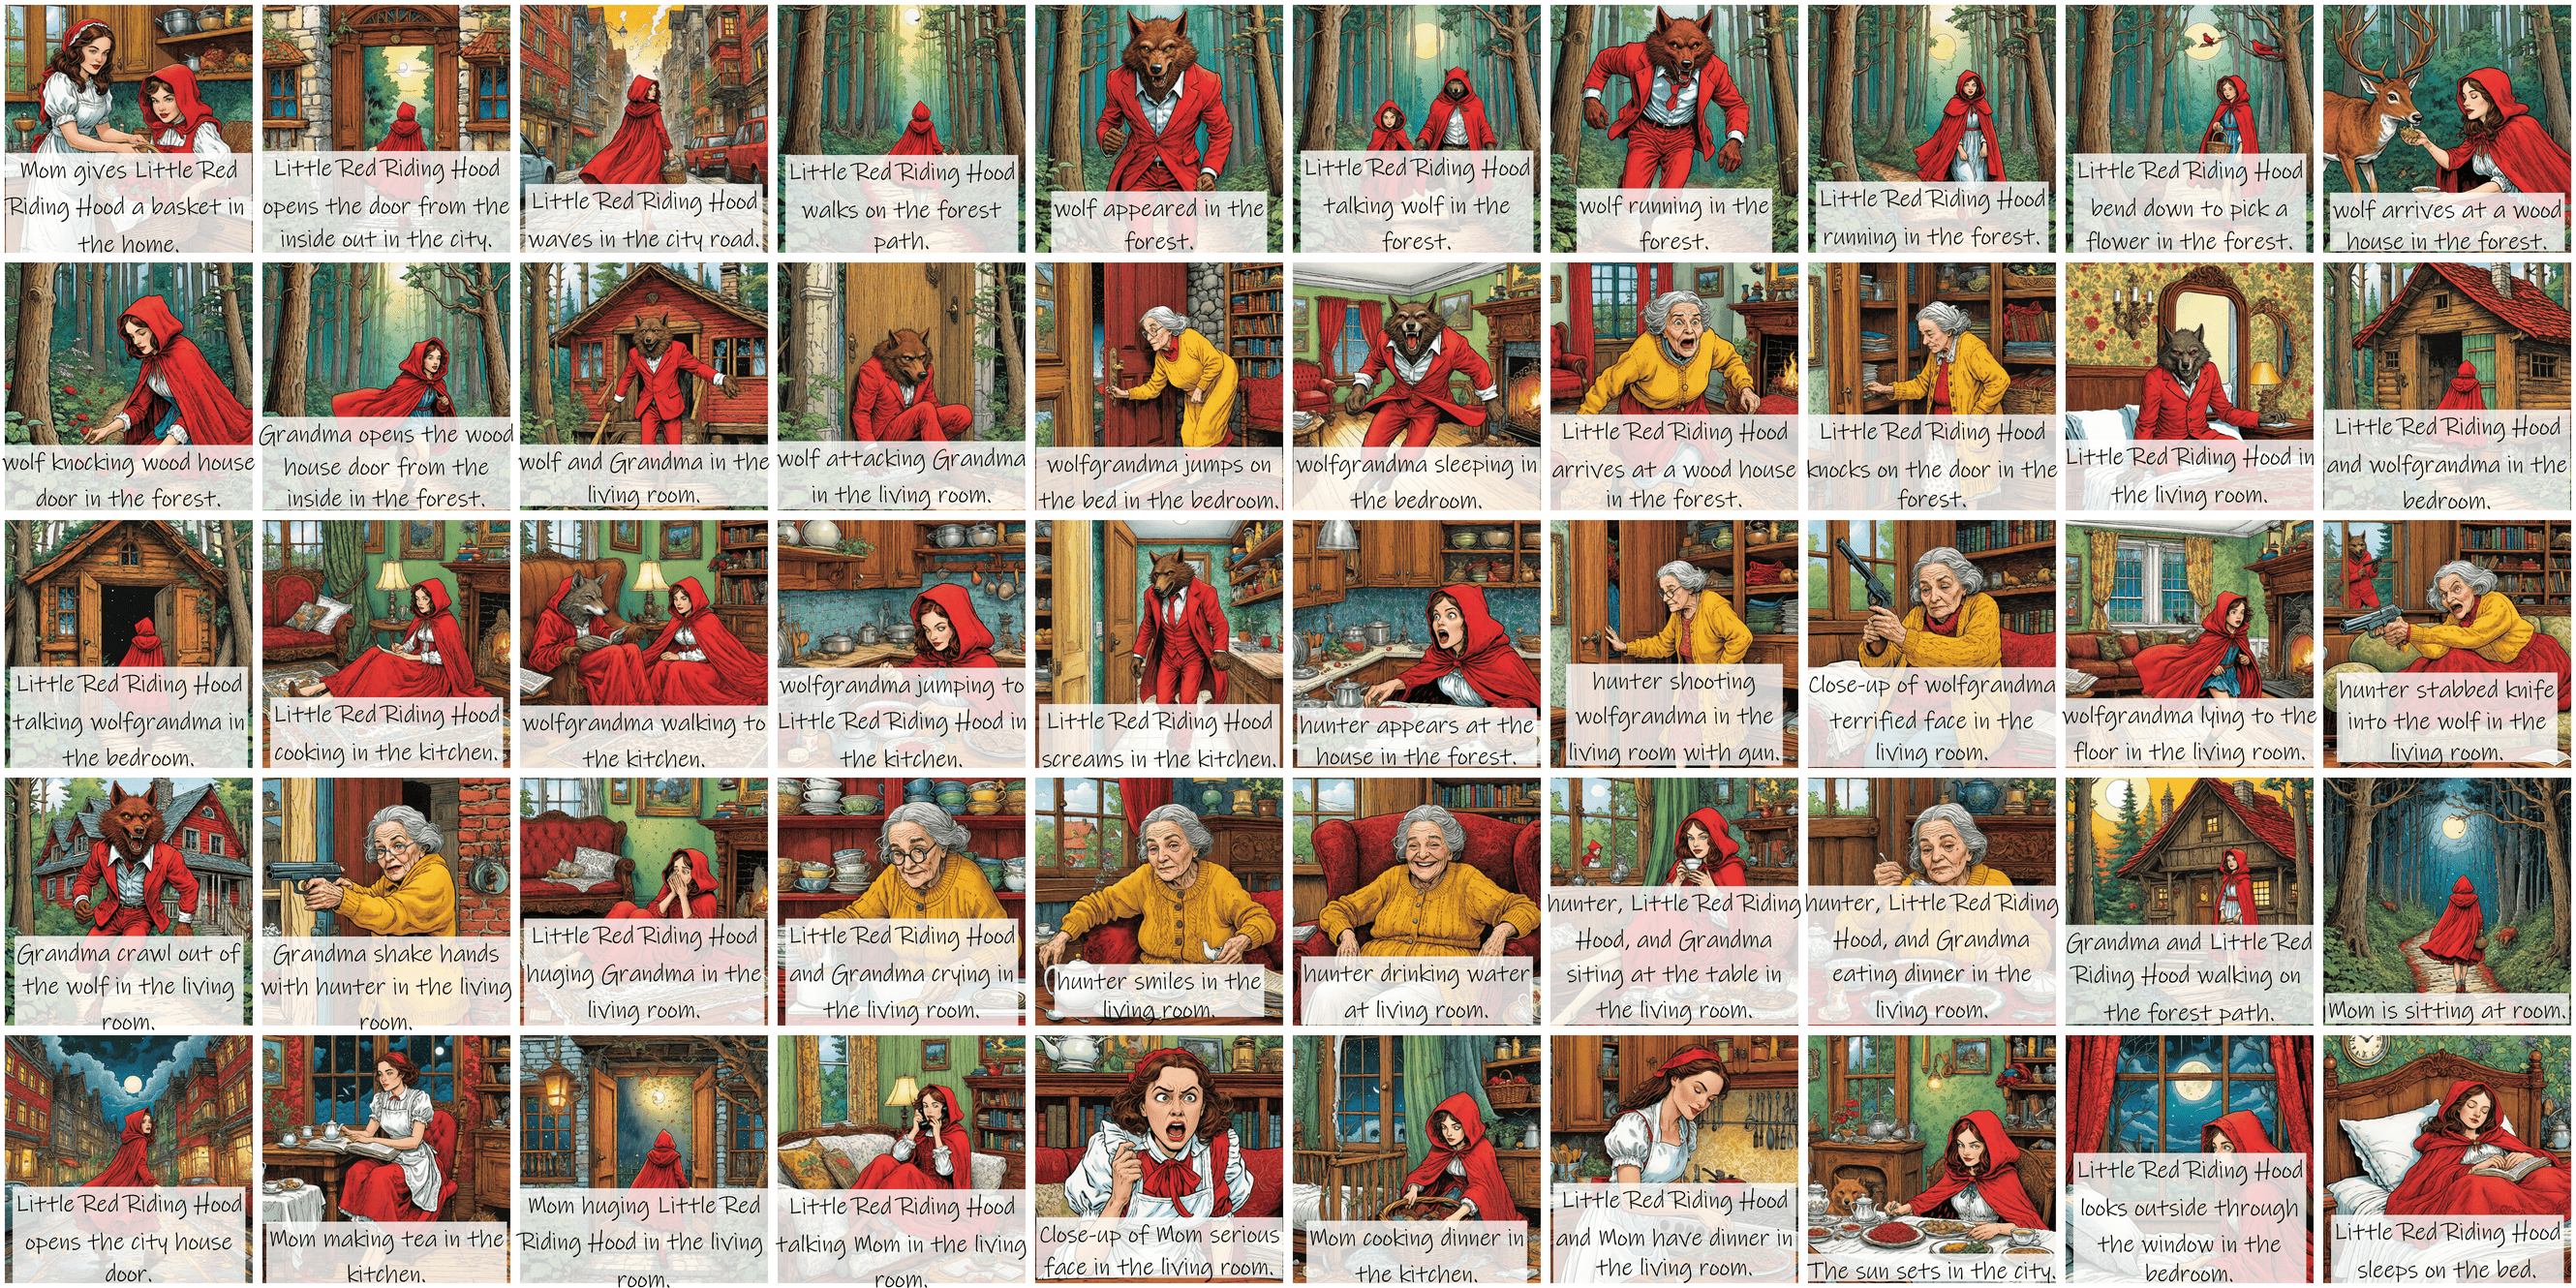 Mom gives Little Red
Riding Hood a basket in
the home.
Little Red Riding Hood
opens the door from the
inside out in the city.
Little Red Riding Hood
waves in the city road.
Little Red Riding Hood
walks on the forest
path.
wolf appeared in the
forest.
Little Red Riding Hood
talking wolf in the
forest.
wolf running in the
forest.
Little Red Riding Hood
running in the forest.
Little Red Riding Hood
bend down to pick a
flower in the forest.
wolf arrives at a wood
house in the forest.
wolf knocking wood house
door in the forest.
Grandma opens the wood
house door from the
inside in the forest.
wolf and Grandma in the
living room.
wolf attacking Grandma
in the living room.
wolfgrandma jumps on
the bed in the bedroom.
wolfgrandma sleeping in
the bedroom.
Little Red Riding Hood
arrives at a wood house
in the forest.
Little Red Riding Hood
knocks on the door in the
forest.
Little Red Riding Hood in
the living room.
Little Red Riding Hood
and wolfgrandma in the
bedroom.
Little Red Riding Hood
talking wolfgrandma in
the bedroom.
Little Red Riding Hood
cooking in the kitchen.
wolfgrandma walking to
the kitchen.
wolfgrandma jumping to
Little Red Riding Hood in
the kitchen.
Little Red Riding Hood
screams in the kitchen.
hunter appears at the
house in the forest.
hunter shooting
wolfgrandma in the
living room with gun.
Close-up of wolfgrandma
terrified face in the
living room.
wolfgrandma lying to the
floor in the living room.
hunter stabbed knife
into the wolf in the
living room.
Grandma crawl out of
the wolf in the living
room.
Grandma shake hands
with hunter in the living
room.
Little Red Riding Hood
huging Grandma in the
living room.
Little Red Riding Hood
and Grandma crying in
the living room.
hunter smiles in the
living room.
hunter drinking water
at living room.
hunter, Little Red Riding
Hood, and Grandma
siting at the table in
the living room.
hunter, Little Red Riding
Hood, and Grandma
eating dinner in the
living room.
Grandma and Little Red
Riding Hood walking on
the forest path.
Mom is sitting at room.
Little Red Riding Hood
opens the city house
door.
Mom making tea in the
kitchen.
Mom huging Little Red
Riding Hood in the living
room.
Little Red Riding Hood
talking Mom in the living
room.
Close-up of Mom serious
face in the living room.
Mom cooking dinner in
the kitchen.
Little Red Riding Hood
and Mom have dinner in
the living room.
The sun sets in the city.
Little Red Riding Hood
looks outside through
the window in the
bedroom.
Little Red Riding Hood
sleeps on the bed.